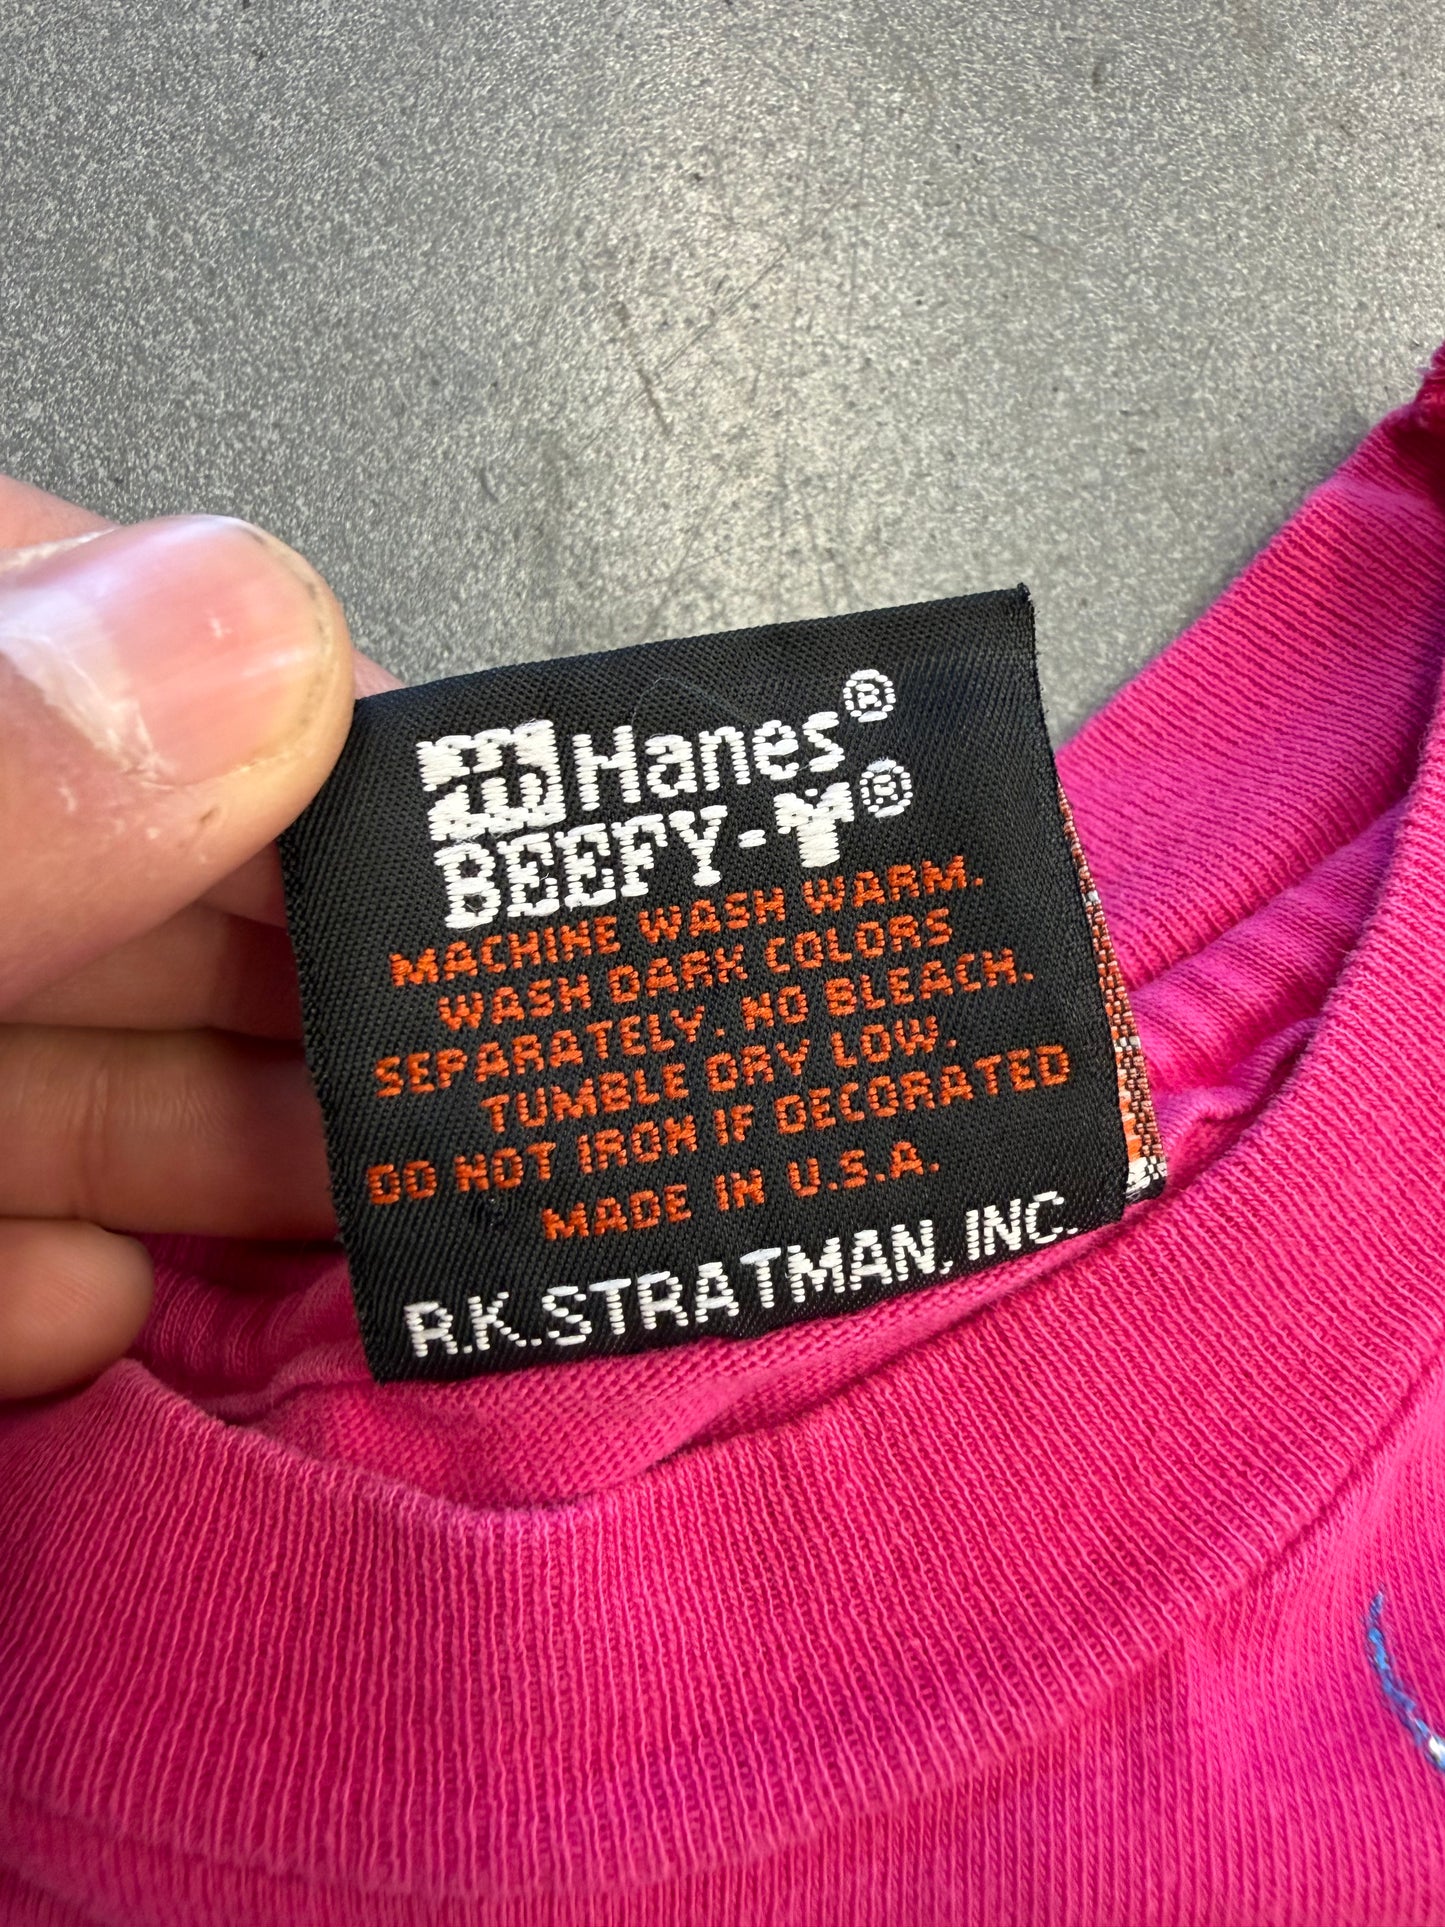 Hanes®
BEEFY-T®
MACHINE WASH WARM.
WASH DARK COLORS
SEPARATELY. NO BLEACH.
TUMBLE DRY LOW.
DO NOT IRON IF DECORATED
MADE IN U.S.A.
R.K.STRATMAN, INC.